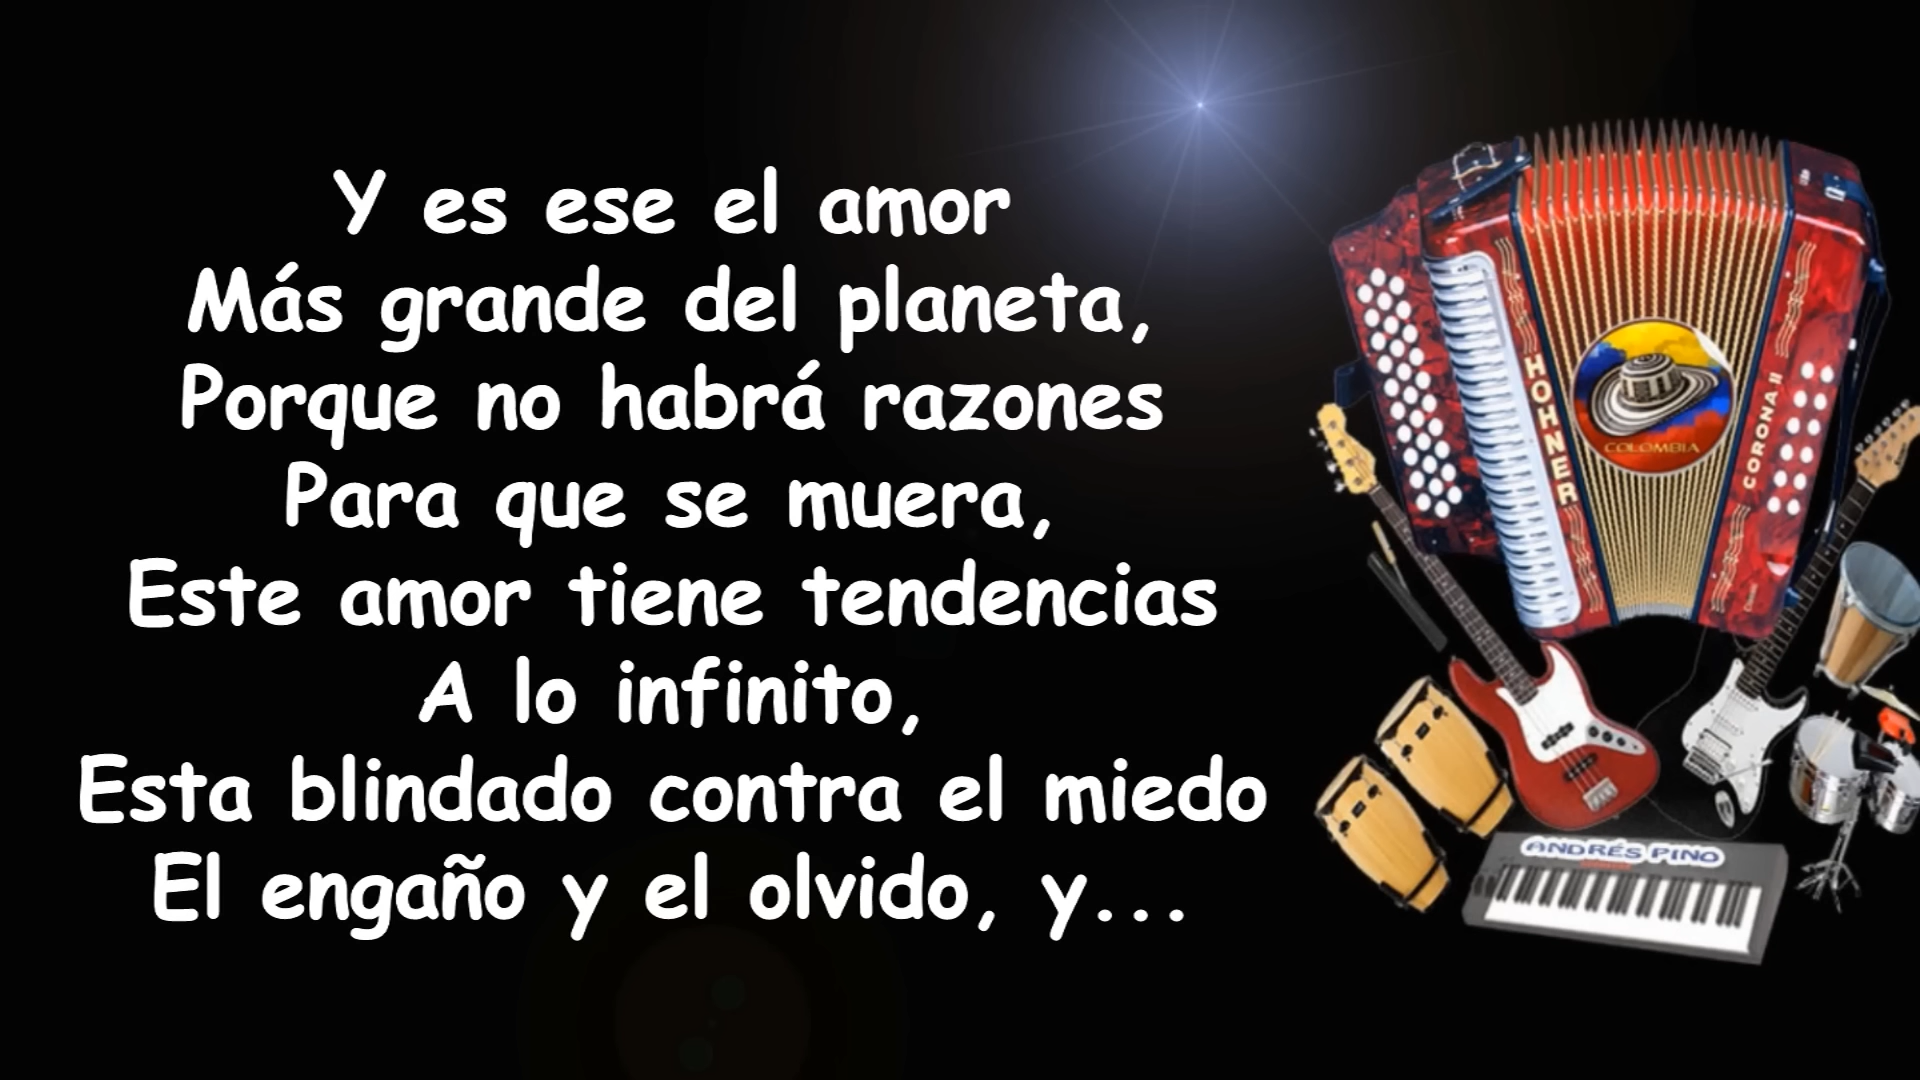 Y es ese el amor
Más grande del planeta,
Porque no habrá razones
Para que se muera,
Este amor tiene tendencias
A lo infinito,
Esta blindado contra el miedo
El engaño y el olvido, y...
HOHNER
COLOMBIA
CORONA II
ANDRÉS PINO